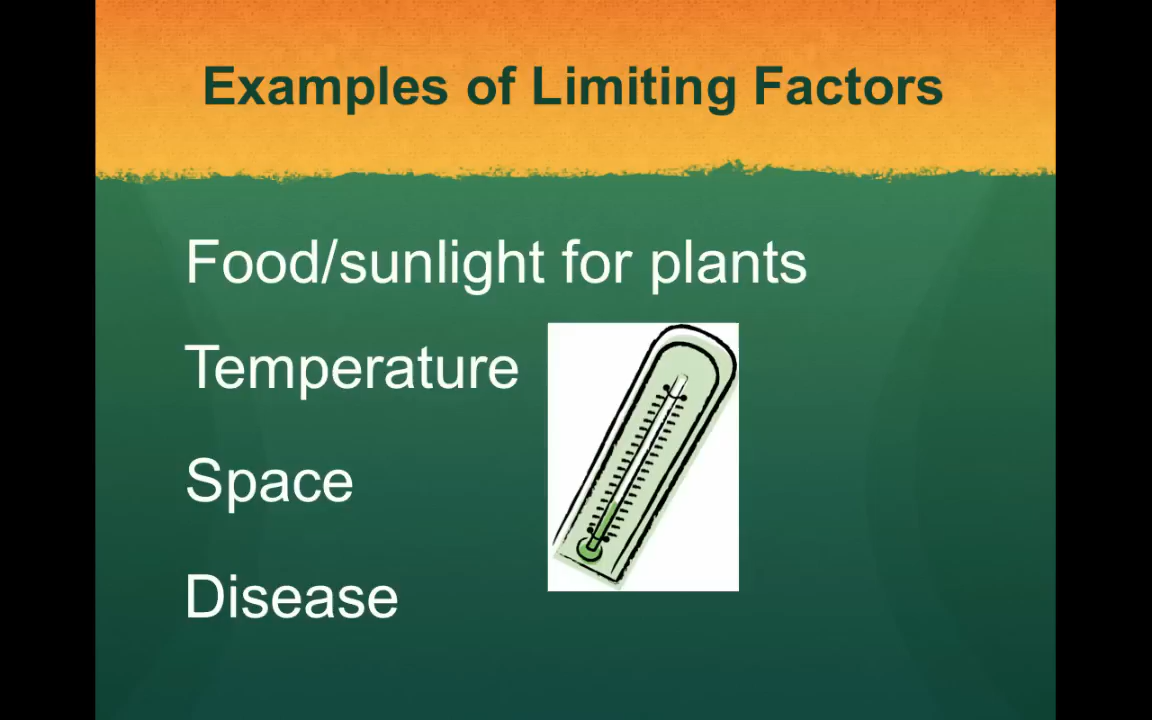 Examples of Limiting Factors
Food/sunlight for plants
Temperature
Space
Disease